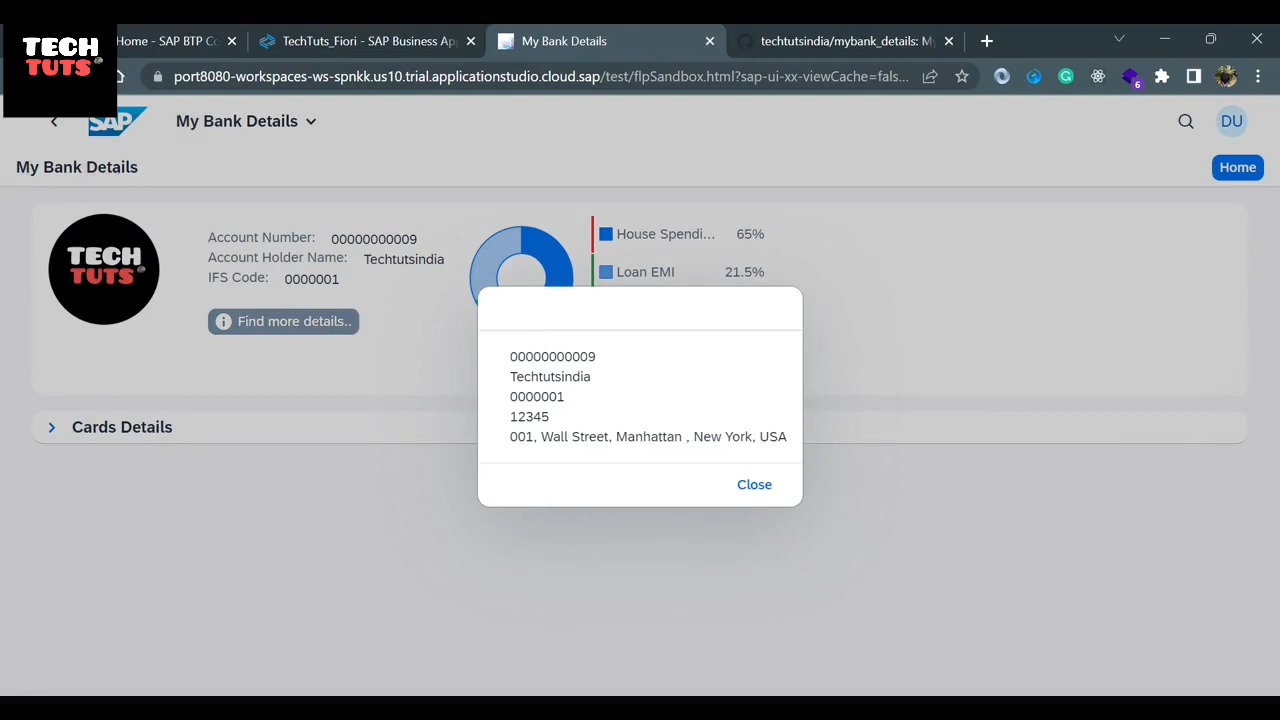 TECH
TUTS
Home - SAP BTP Co
TechTuts_Fiori - SAP Business App
My Bank Details
techtutsindia/mybank_details: My
port8080-workspaces-ws-spnkk.us10.trial.applicationstudio.cloud.sap/test/flpSandbox.html?sap-ui-xx-viewCache=fals...
6
SAP
My Bank Details
DU
My Bank Details
Home
TECH
TUTS
Account Number: 00000000009
Account Holder Name: Techtutsindia
IFS Code: 0000001
Find more details..
House Spendi... 65%
Loan EMI 21.5%
00000000009
Techtutsindia
0000001
12345
001, Wall Street, Manhattan , New York, USA
Close
Cards Details